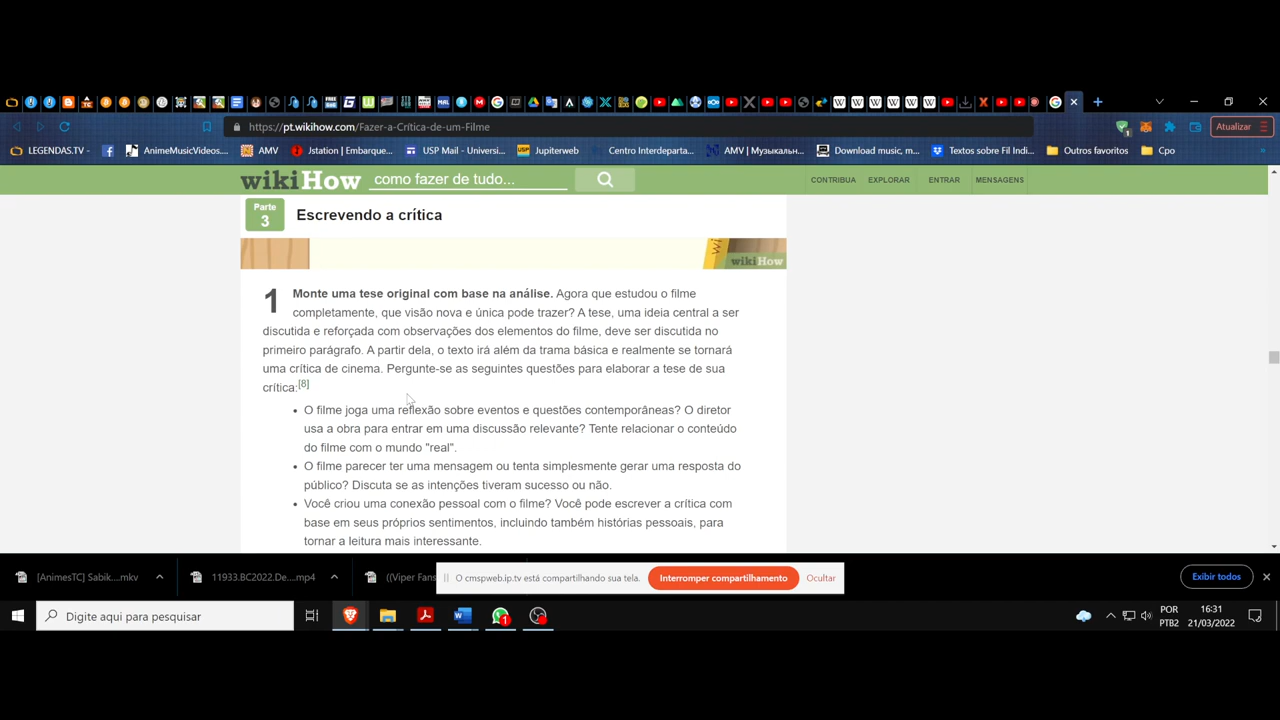 https://pt.wikihow.com/Fazer-a-Crítica-de-um-Filme
Atualizar
LEGENDAS.TV -
AnimeMusicVideos...
AMV
Jstation | Embarque...
USP Mail - Universi...
Jupiterweb
Centro Interdeparta...
AMV | Музыкальн...
Download music, m...
Textos sobre Fil Indi...
Outros favoritos
Cpo
wikiHow
como fazer de tudo...
CONTRIBUA
EXPLORAR
ENTRAR
MENSAGENS
Parte
3
Escrevendo a crítica
wikiHow
1
Monte uma tese original com base na análise. Agora que estudou o filme
completamente, que visão nova e única pode trazer? A tese, uma ideia central a ser
discutida e reforçada com observações dos elementos do filme, deve ser discutida no
primeiro parágrafo. A partir dela, o texto irá além da trama básica e realmente se tornará
uma crítica de cinema. Pergunte-se as seguintes questões para elaborar a tese de sua
crítica:[8]
• O filme joga uma reflexão sobre eventos e questões contemporâneas? O diretor
usa a obra para entrar em uma discussão relevante? Tente relacionar o conteúdo
do filme com o mundo "real".
• O filme parecer ter uma mensagem ou tenta simplesmente gerar uma resposta do
público? Discuta se as intenções tiveram sucesso ou não.
• Você criou uma conexão pessoal com o filme? Você pode escrever a crítica com
base em seus próprios sentimentos, incluindo também histórias pessoais, para
tornar a leitura mais interessante.
[AnimesTC] Sabik....mkv
11933.BC2022.De....mp4
((Viper Fans
O cmspweb.ip.tv está compartilhando sua tela.
Interromper compartilhamento
Ocultar
Exibir todos
Digite aqui para pesquisar
POR
PTB2
16:31
21/03/2022